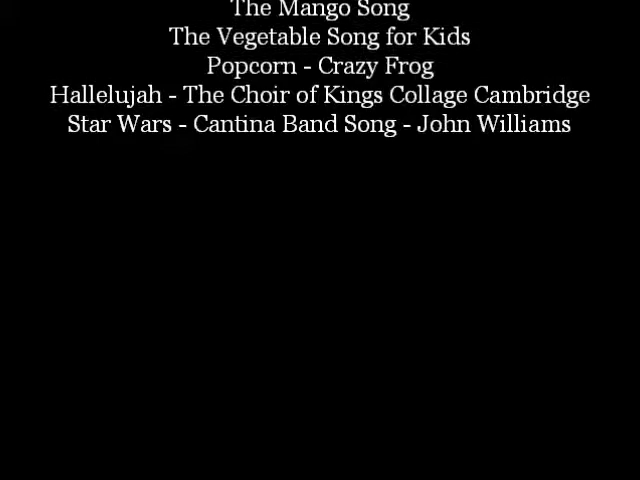 The Mango Song
The Vegetable Song for Kids
Popcorn - Crazy Frog
Hallelujah - The Choir of Kings Collage Cambridge
Star Wars - Cantina Band Song - John Williams